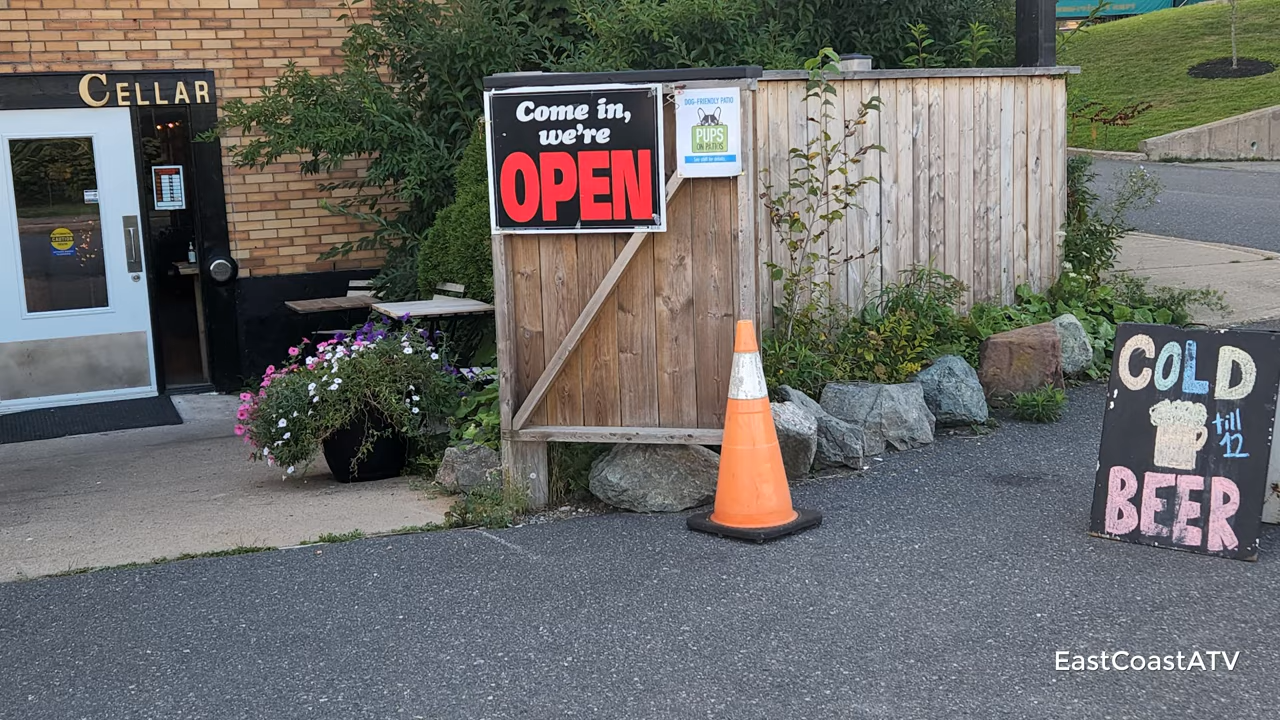 CELLAR
Come in,
we're
OPEN
DOG-FRIENDLY PATIO
PUPS
ON PATIOS
COLD
till
12
BEER
EastCoastATV